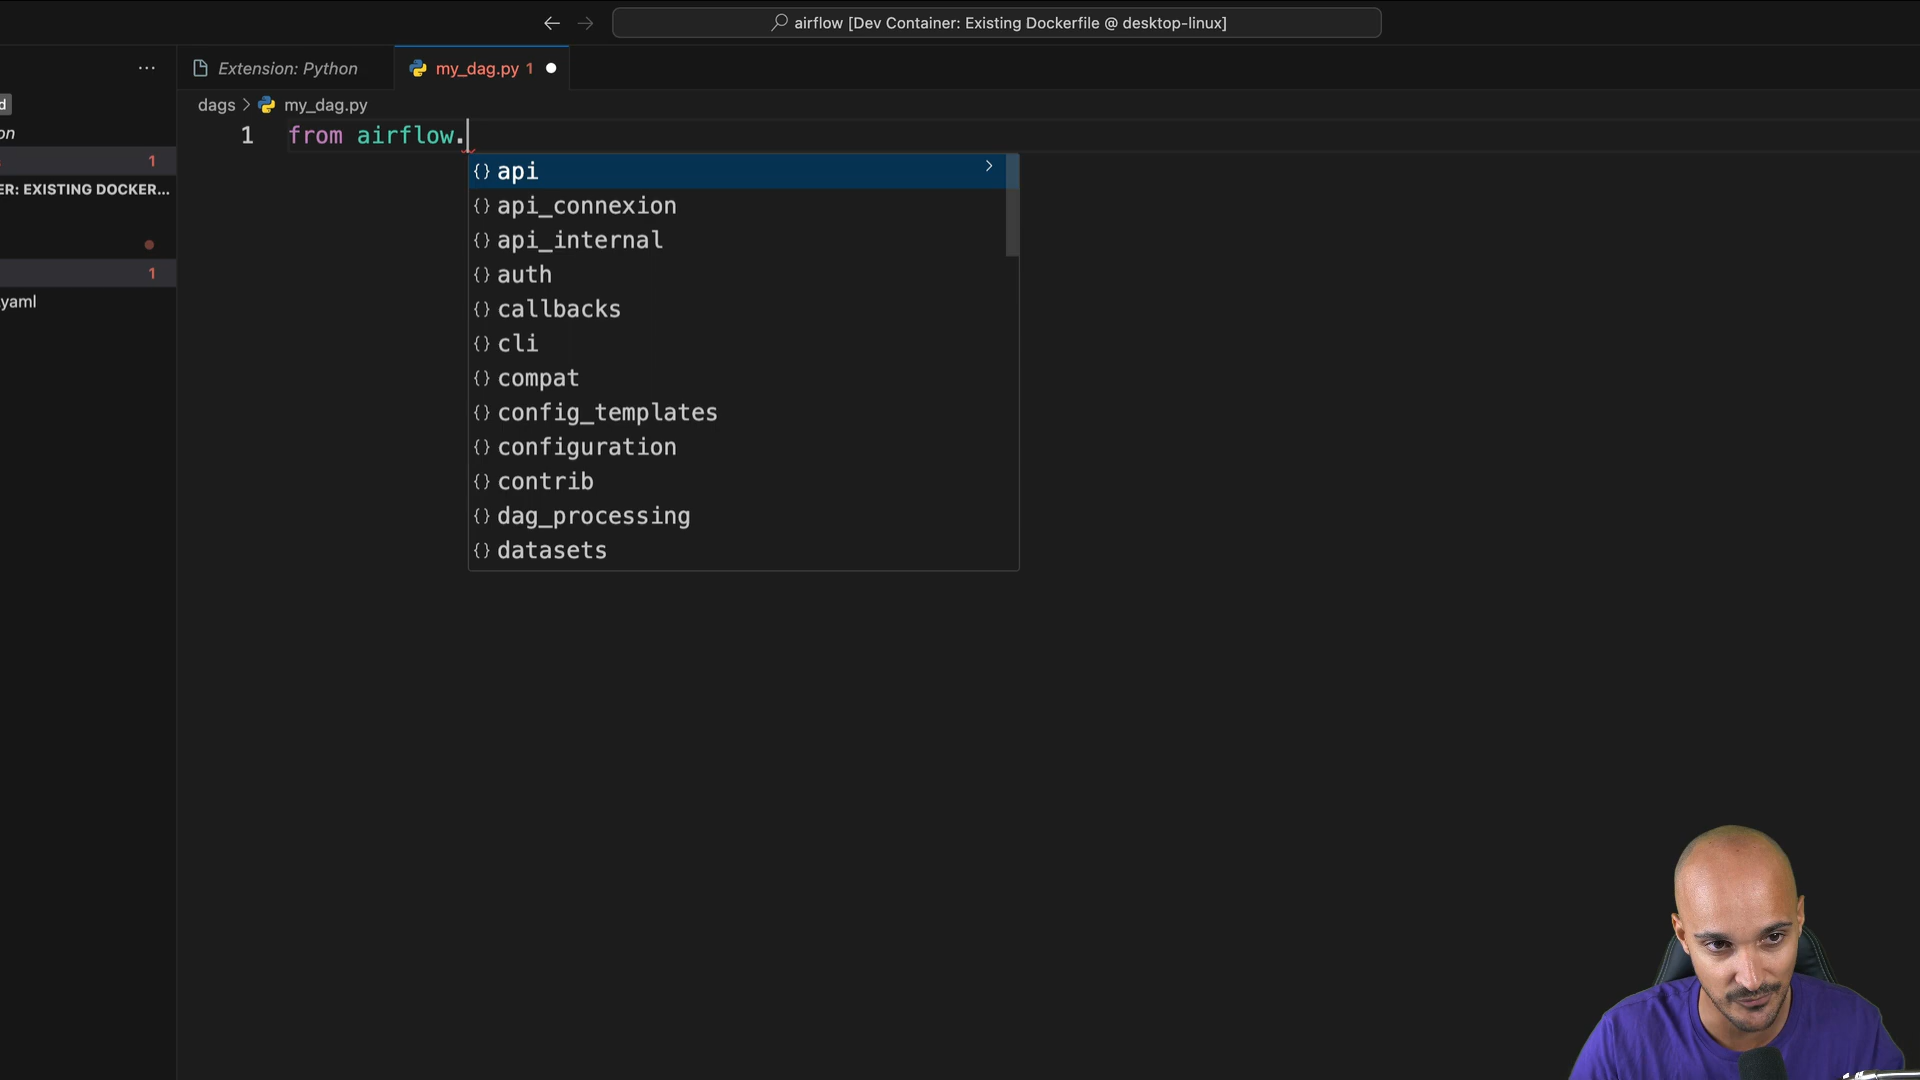 airflow [Dev Container: Existing Dockerfile @ desktop-linux]
...
Extension: Python
my_dag.py 1
d
dags > my_dag.py
on
1 from airflow.
1
ER: EXISTING DOCKER...
1
yaml
{} api >
{} api_connexion
{} api_internal
{} auth
{} callbacks
{} cli
{} compat
{} config_templates
{} configuration
{} contrib
{} dag_processing
{} datasets